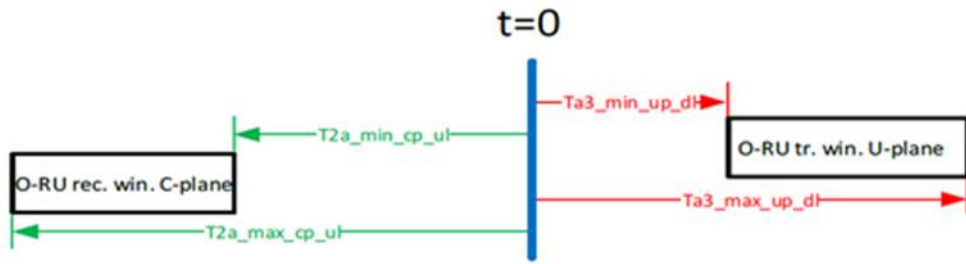 t=0
Ta3_min_up_dl
T2a_min_cp_ul
O-RU tr. win. U-plane
O-RU rec. win. C-plane
Ta3_max_up_dl
T2a_max_cp_ul